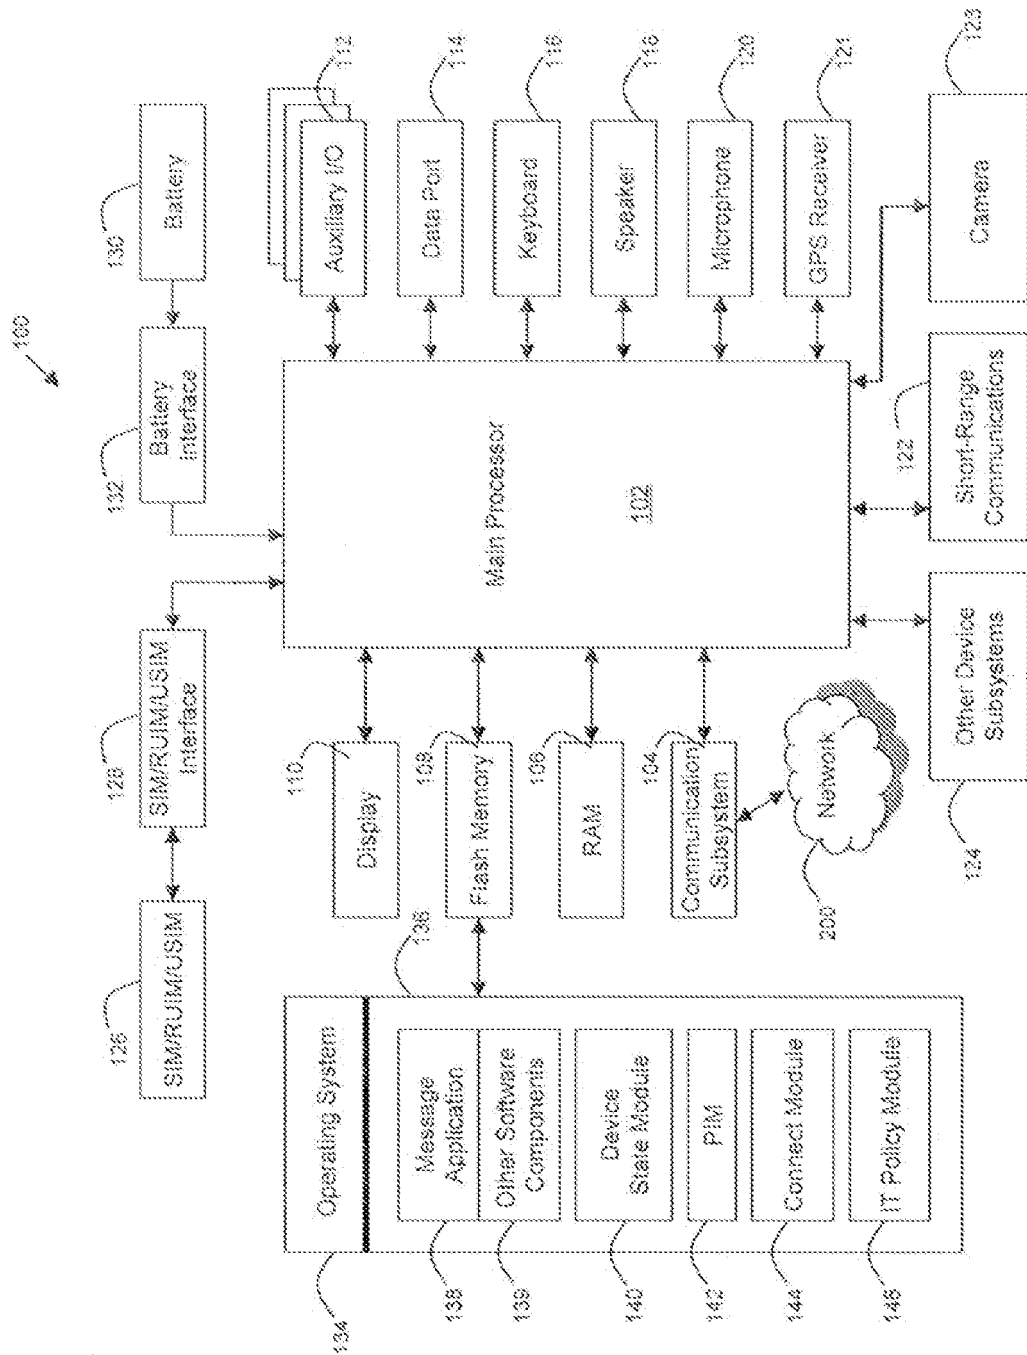 100
126
128
132
130
SIM/RUIM/USIM
SIM/RUIM/USIM
Interface
Battery
Interface
Battery
134
Operating System
110
Display
112
Auxiliary I/O
136
138
Message
Application
108
Flash Memory
114
Data Port
139
Other Software
Components
Main Processor
116
Keyboard
140
Device
State Module
106
RAM
118
Speaker
102
142
PIM
104
Communication
Subsystem
120
Microphone
144
Connect Module
200
Network
121
GPS Receiver
146
IT Policy Module
124
Other Device
Subsystems
122
Short-Range
Communications
123
Camera